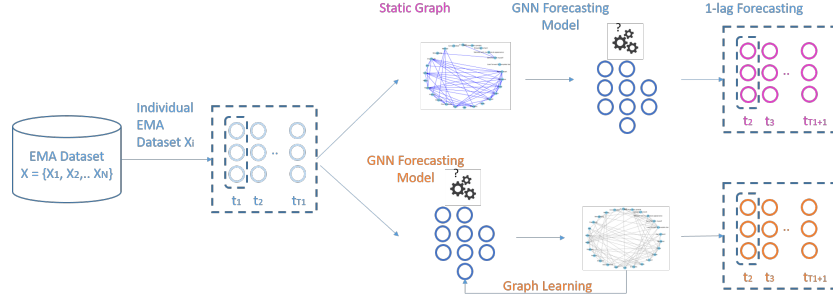 Static Graph
GNN Forecasting
Model
1-lag Forecasting
?
Individual
EMA
Dataset Xi
EMA Dataset
X = {X1, X2,.. XN}
..
t1 t2 tT1
..
t2 t3 tT1+1
GNN Forecasting
Model
?
Graph Learning
..
t2 t3 tT1+1